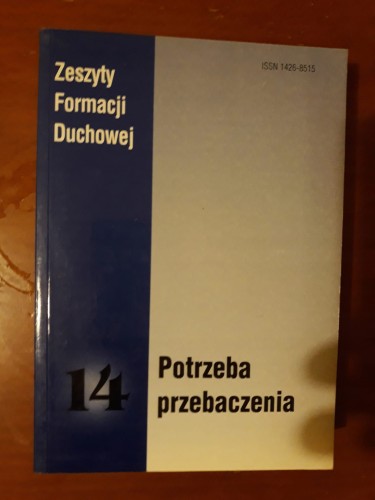 Zeszyty
Formacji
Duchowej
ISSN 1426-8515
14
Potrzeba
przebaczenia